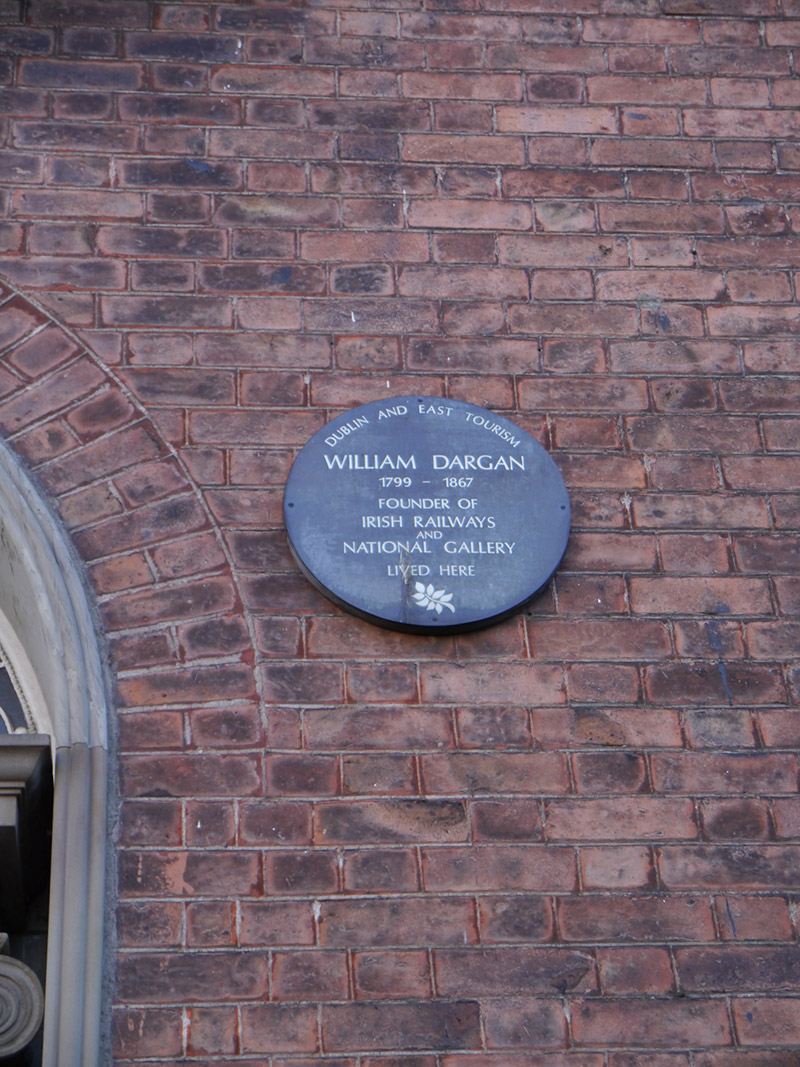 DUBLIN AND EAST TOURISM
WILLIAM DARGAN
1799 – 1867
FOUNDER OF
IRISH RAILWAYS
AND
NATIONAL GALLERY
LIVED HERE